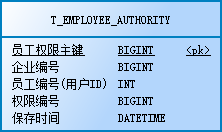 T_EMPLOYEE_AUTHORITY
员工权限主键 BIGINT <pk>
企业编号 BIGINT
员工编号(用户ID) INT
权限编号 BIGINT
保存时间 DATETIME